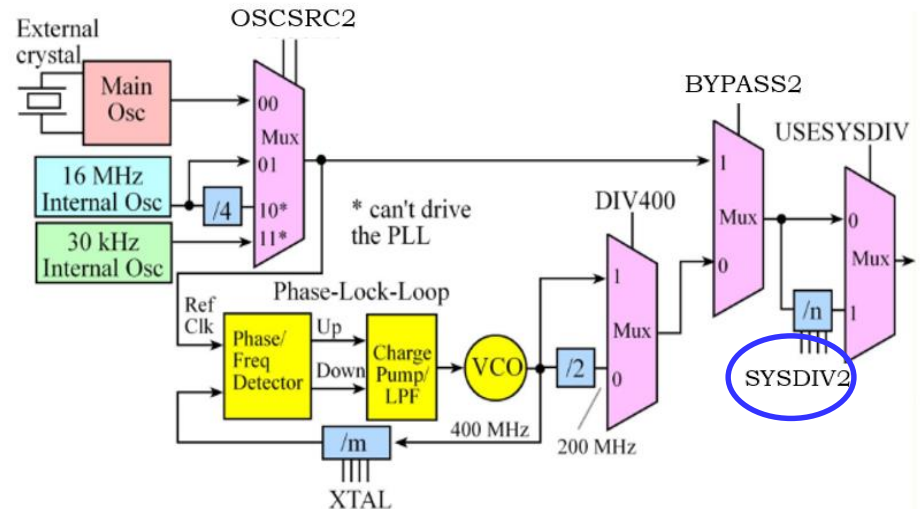 OSCSRC2
External
crystal
Main
Osc
00
Mux
01
10*
11*
16 MHz
Internal Osc
/4
30 kHz
Internal Osc
* can't drive
the PLL
BYPASS2
1
Mux
0
USESYSDIV
0
Mux
1
/n
SYSDIV2
DIV400
1
Mux
0
200 MHz
Phase-Lock-Loop
Ref
Clk
Phase/
Freq
Detector
Up
Down
Charge
Pump/
LPF
VCO
/2
400 MHz
/m
XTAL